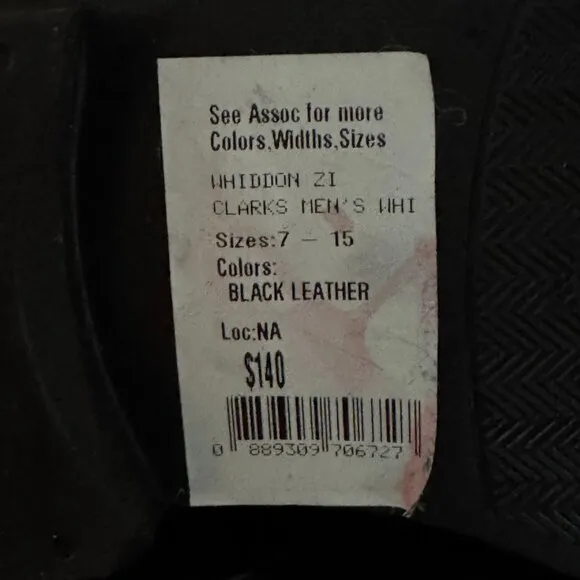 See Assoc for more
Colors,Widths,Sizes
WHIDDON ZI
CLARKS MEN'S WHI
Sizes:7 – 15
Colors:
BLACK LEATHER
Loc:NA
$140
0 889309 706727